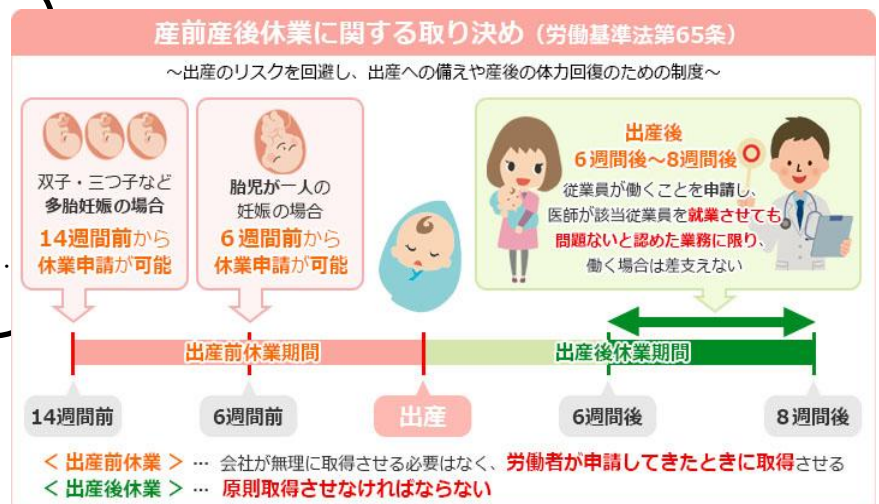 産前産後休業に関する取り決め（労働基準法第65条）
～出産のリスクを回避し、出産への備えや産後の体力回復のための制度～
双子・三つ子など
多胎妊娠の場合
14週間前から
休業申請が可能
胎児が一人の
妊娠の場合
6週間前から
休業申請が可能
出産後
6週間後～8週間後
従業員が働くことを申請し、
医師が該当従業員を就業させても
問題ないと認めた業務に限り、
働く場合は差支えない
出産前休業期間
出産後休業期間
14週間前
6週間前
出産
6週間後
8週間後
＜出産前休業＞… 会社が無理に取得させる必要はなく、労働者が申請してきたときに取得させる
＜出産後休業＞… 原則取得させなければならない